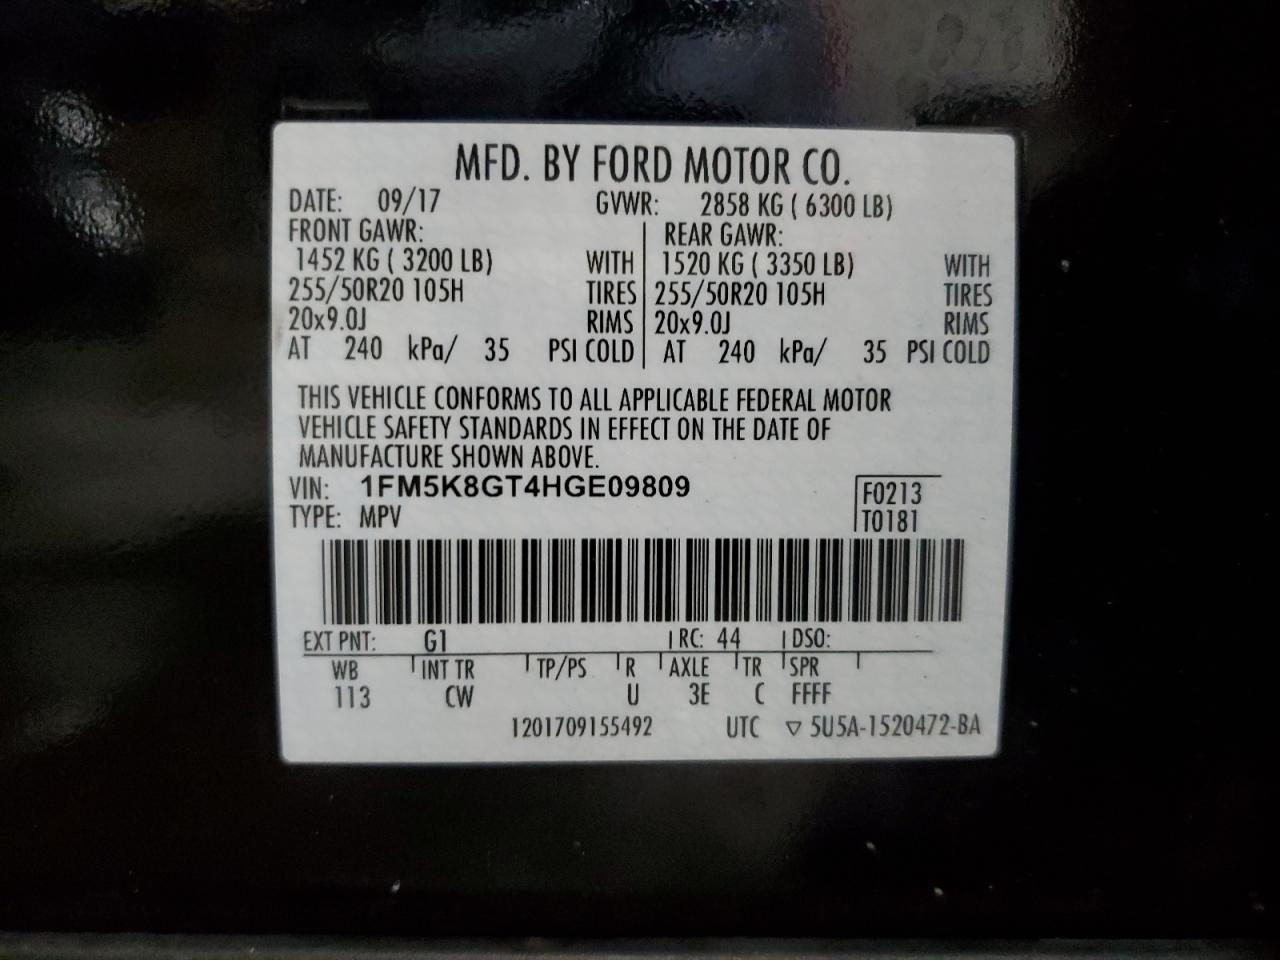 MFD. BY FORD MOTOR CO.
DATE: 09/17 GVWR: 2858 KG ( 6300 LB)
FRONT GAWR: REAR GAWR:
1452 KG ( 3200 LB) WITH 1520 KG ( 3350 LB) WITH
255/50R20 105H TIRES 255/50R20 105H TIRES
20x9.0J RIMS 20x9.0J RIMS
AT 240 kPa/ 35 PSI COLD AT 240 kPa/ 35 PSI COLD
THIS VEHICLE CONFORMS TO ALL APPLICABLE FEDERAL MOTOR
VEHICLE SAFETY STANDARDS IN EFFECT ON THE DATE OF
MANUFACTURE SHOWN ABOVE.
VIN: 1FM5K8GT4HGE09809 F0213
TYPE: MPV T0181
EXT PNT: G1 RC: 44 DSO:
WB INT TR TP/PS R AXLE TR SPR
113 CW U 3E C FFFF
1201709155492 UTC ▽ 5U5A-1520472-BA